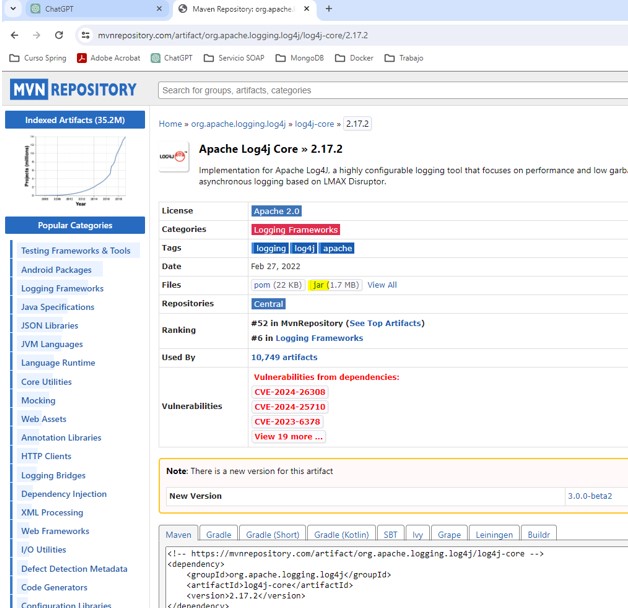 ChatGPT
Maven Repository: org.apache.
mvnrepository.com/artifact/org.apache.logging.log4j/log4j-core/2.17.2
Curso Spring Adobe Acrobat ChatGPT Servicio SOAP MongoDB Docker Trabajo
MVN REPOSITORY
Search for groups, artifacts, categories
Indexed Artifacts (35.2M)
Projects (millions)
Year
Popular Categories
Testing Frameworks & Tools
Android Packages
Logging Frameworks
Java Specifications
JSON Libraries
JVM Languages
Language Runtime
Core Utilities
Mocking
Web Assets
Annotation Libraries
HTTP Clients
Logging Bridges
Dependency Injection
XML Processing
Web Frameworks
I/O Utilities
Defect Detection Metadata
Code Generators
Configuration Libraries
Home » org.apache.logging.log4j » log4j-core » 2.17.2
LOG4J
Apache Log4j Core » 2.17.2
Implementation for Apache Log4J, a highly configurable logging tool that focuses on performance and low garb
asynchronous logging based on LMAX Disruptor.
License Apache 2.0
Categories Logging Frameworks
Tags logging log4j apache
Date Feb 27, 2022
Files pom (22 KB) jar (1.7 MB) View All
Repositories Central
Ranking #52 in MvnRepository (See Top Artifacts)
#6 in Logging Frameworks
Used By 10,749 artifacts
Vulnerabilities Vulnerabilities from dependencies:
CVE-2024-26308
CVE-2024-25710
CVE-2023-6378
View 19 more ...
Note: There is a new version for this artifact
New Version 3.0.0-beta2
Maven Gradle Gradle (Short) Gradle (Kotlin) SBT Ivy Grape Leiningen Buildr
<!-- https://mvnrepository.com/artifact/org.apache.logging.log4j/log4j-core -->
<dependency>
<groupId>org.apache.logging.log4j</groupId>
<artifactId>log4j-core</artifactId>
<version>2.17.2</version>
</dependency>